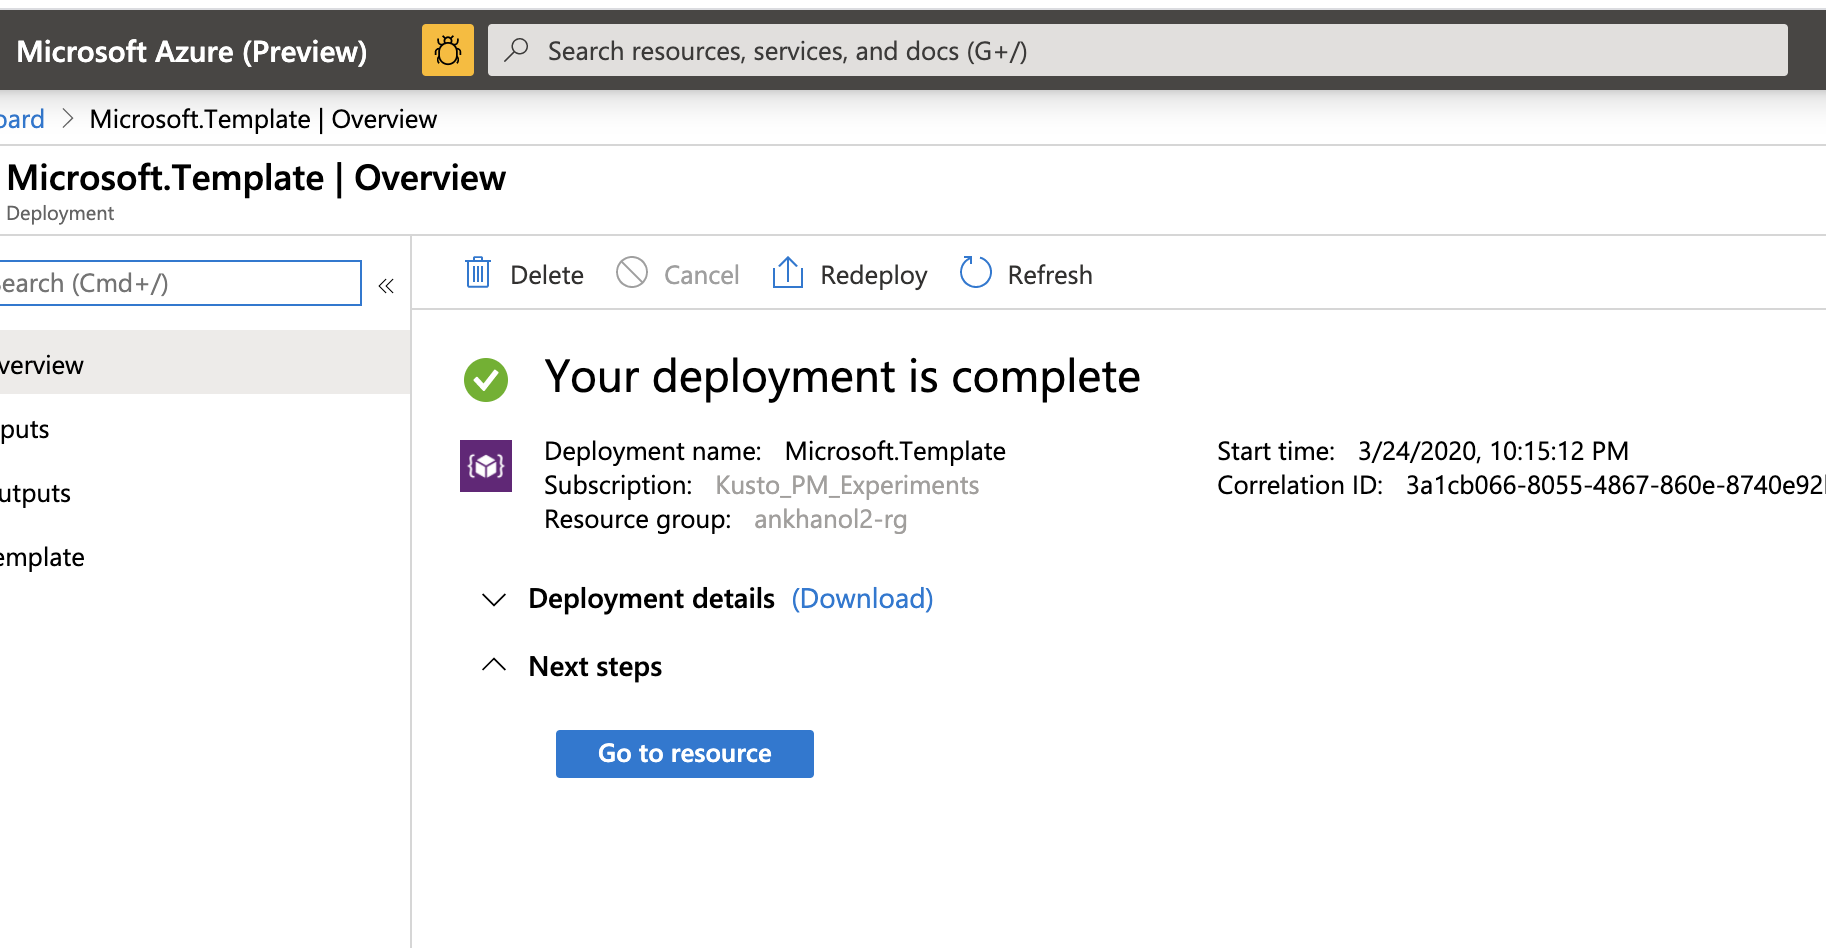 Microsoft Azure (Preview)
Search resources, services, and docs (G+/)
oard > Microsoft.Template | Overview
Microsoft.Template | Overview
Deployment
earch (Cmd+/) «
Delete Cancel Redeploy Refresh
verview
puts
utputs
emplate
Your deployment is complete
Deployment name: Microsoft.Template
Subscription: Kusto_PM_Experiments
Resource group: ankhanol2-rg
Start time: 3/24/2020, 10:15:12 PM
Correlation ID: 3a1cb066-8055-4867-860e-8740e92
Deployment details (Download)
Next steps
Go to resource